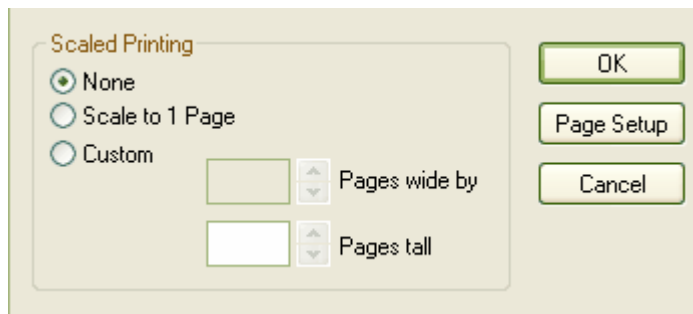 Scaled Printing
None
Scale to 1 Page
Custom
Pages wide by
Pages tall
OK
Page Setup
Cancel